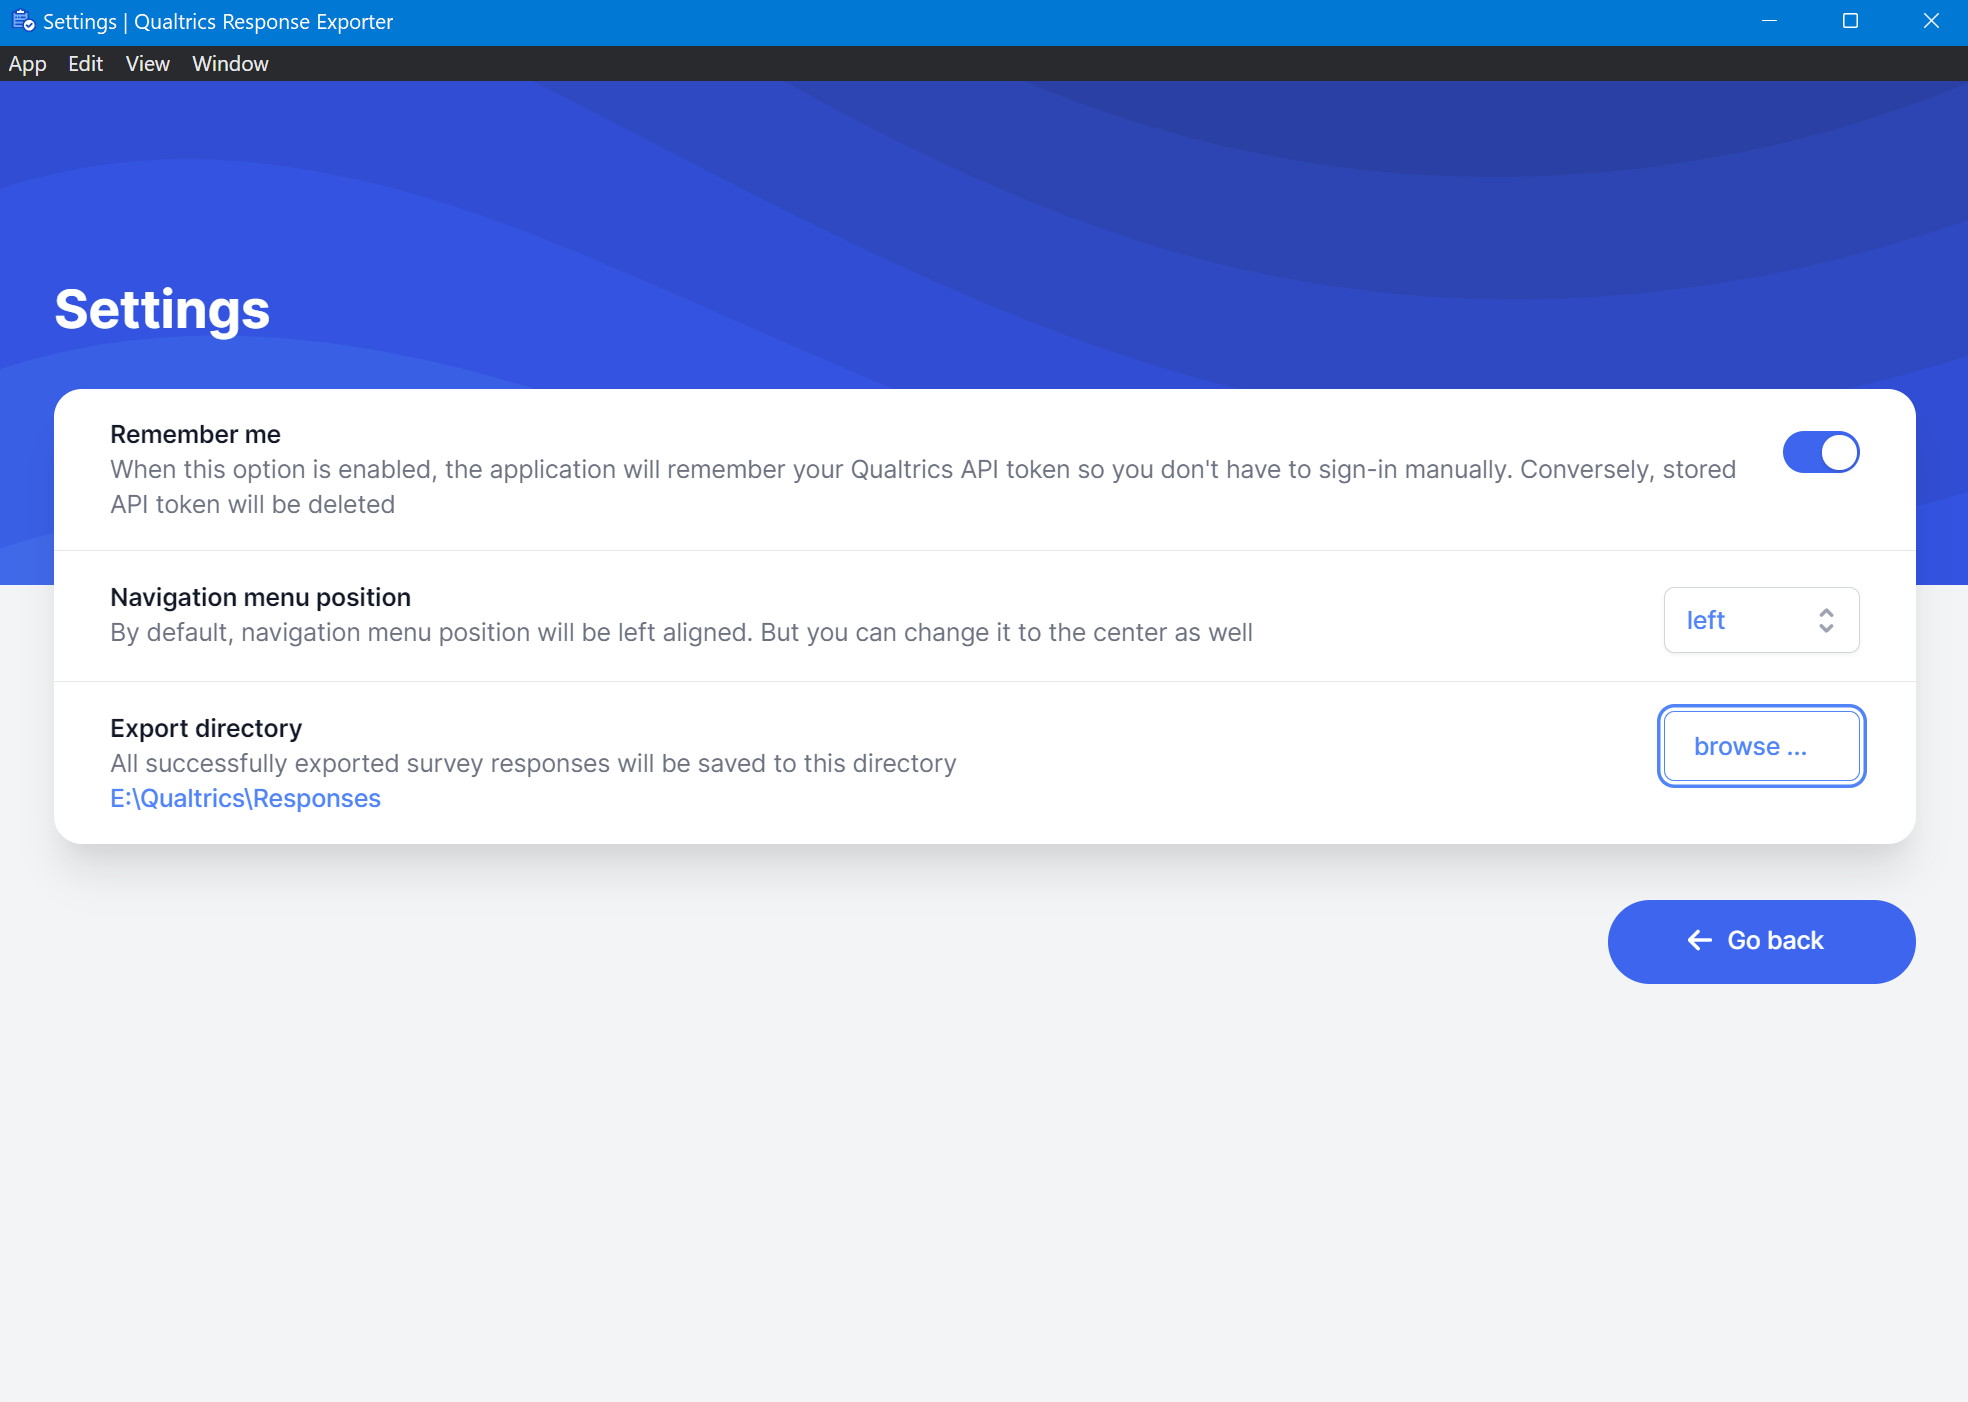 Settings | Qualtrics Response Exporter
App Edit View Window
Settings
Remember me
When this option is enabled, the application will remember your Qualtrics API token so you don't have to sign-in manually. Conversely, stored
API token will be deleted
Navigation menu position
By default, navigation menu position will be left aligned. But you can change it to the center as well
left
Export directory
All successfully exported survey responses will be saved to this directory
E:\Qualtrics\Responses
browse ...
Go back